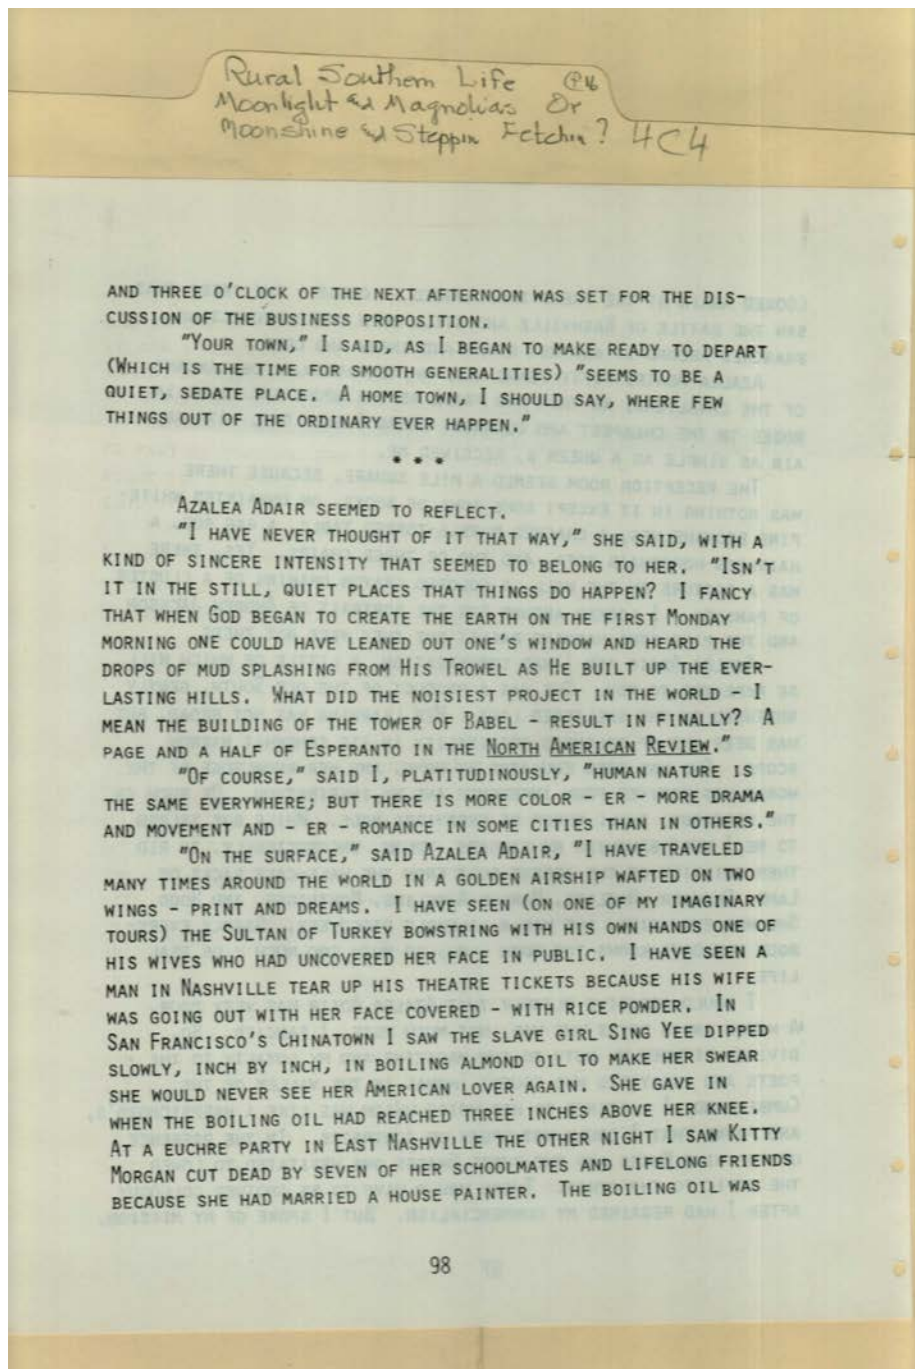 Rural Southern Life
Moonlight and Magnolias Or
Moonshine and Steppin Fetchin? 4C4
AND THREE O'CLOCK OF THE NEXT AFTERNOON WAS SET FOR THE DIS-
CUSSION OF THE BUSINESS PROPOSITION.
"YOUR TOWN," I SAID, AS I BEGAN TO MAKE READY TO DEPART
(WHICH IS THE TIME FOR SMOOTH GENERALITIES) "SEEMS TO BE A
QUIET, SEDATE PLACE. A HOME TOWN, I SHOULD SAY, WHERE FEW
THINGS OUT OF THE ORDINARY EVER HAPPEN."
* * *
AZALEA ADAIR SEEMED TO REFLECT.
"I HAVE NEVER THOUGHT OF IT THAT WAY," SHE SAID, WITH A
KIND OF SINCERE INTENSITY THAT SEEMED TO BELONG TO HER. "ISN'T
IT IN THE STILL, QUIET PLACES THAT THINGS DO HAPPEN? I FANCY
THAT WHEN GOD BEGAN TO CREATE THE EARTH ON THE FIRST MONDAY
MORNING ONE COULD HAVE LEANED OUT ONE'S WINDOW AND HEARD THE
DROPS OF MUD SPLASHING FROM HIS TROWEL AS HE BUILT UP THE EVER-
LASTING HILLS. WHAT DID THE NOISIEST PROJECT IN THE WORLD - I
MEAN THE BUILDING OF THE TOWER OF BABEL - RESULT IN FINALLY? A
PAGE AND A HALF OF ESPERANTO IN THE NORTH AMERICAN REVIEW."
"OF COURSE," SAID I, PLATITUDINOUSLY, "HUMAN NATURE IS
THE SAME EVERYWHERE; BUT THERE IS MORE COLOR - ER - MORE DRAMA
AND MOVEMENT AND - ER - ROMANCE IN SOME CITIES THAN IN OTHERS."
"ON THE SURFACE," SAID AZALEA ADAIR, "I HAVE TRAVELED
MANY TIMES AROUND THE WORLD IN A GOLDEN AIRSHIP WAFTED ON TWO
WINGS - PRINT AND DREAMS. I HAVE SEEN (ON ONE OF MY IMAGINARY
TOURS) THE SULTAN OF TURKEY BOWSTRING WITH HIS OWN HANDS ONE OF
HIS WIVES WHO HAD UNCOVERED HER FACE IN PUBLIC. I HAVE SEEN A
MAN IN NASHVILLE TEAR UP HIS THEATRE TICKETS BECAUSE HIS WIFE
WAS GOING OUT WITH HER FACE COVERED - WITH RICE POWDER. IN
SAN FRANCISCO'S CHINATOWN I SAW THE SLAVE GIRL SING YEE DIPPED
SLOWLY, INCH BY INCH, IN BOILING ALMOND OIL TO MAKE HER SWEAR
SHE WOULD NEVER SEE HER AMERICAN LOVER AGAIN. SHE GAVE IN
WHEN THE BOILING OIL HAD REACHED THREE INCHES ABOVE HER KNEE.
AT A EUCHRE PARTY IN EAST NASHVILLE THE OTHER NIGHT I SAW KITTY
MORGAN CUT DEAD BY SEVEN OF HER SCHOOLMATES AND LIFELONG FRIENDS
BECAUSE SHE HAD MARRIED A HOUSE PAINTER. THE BOILING OIL WAS
98